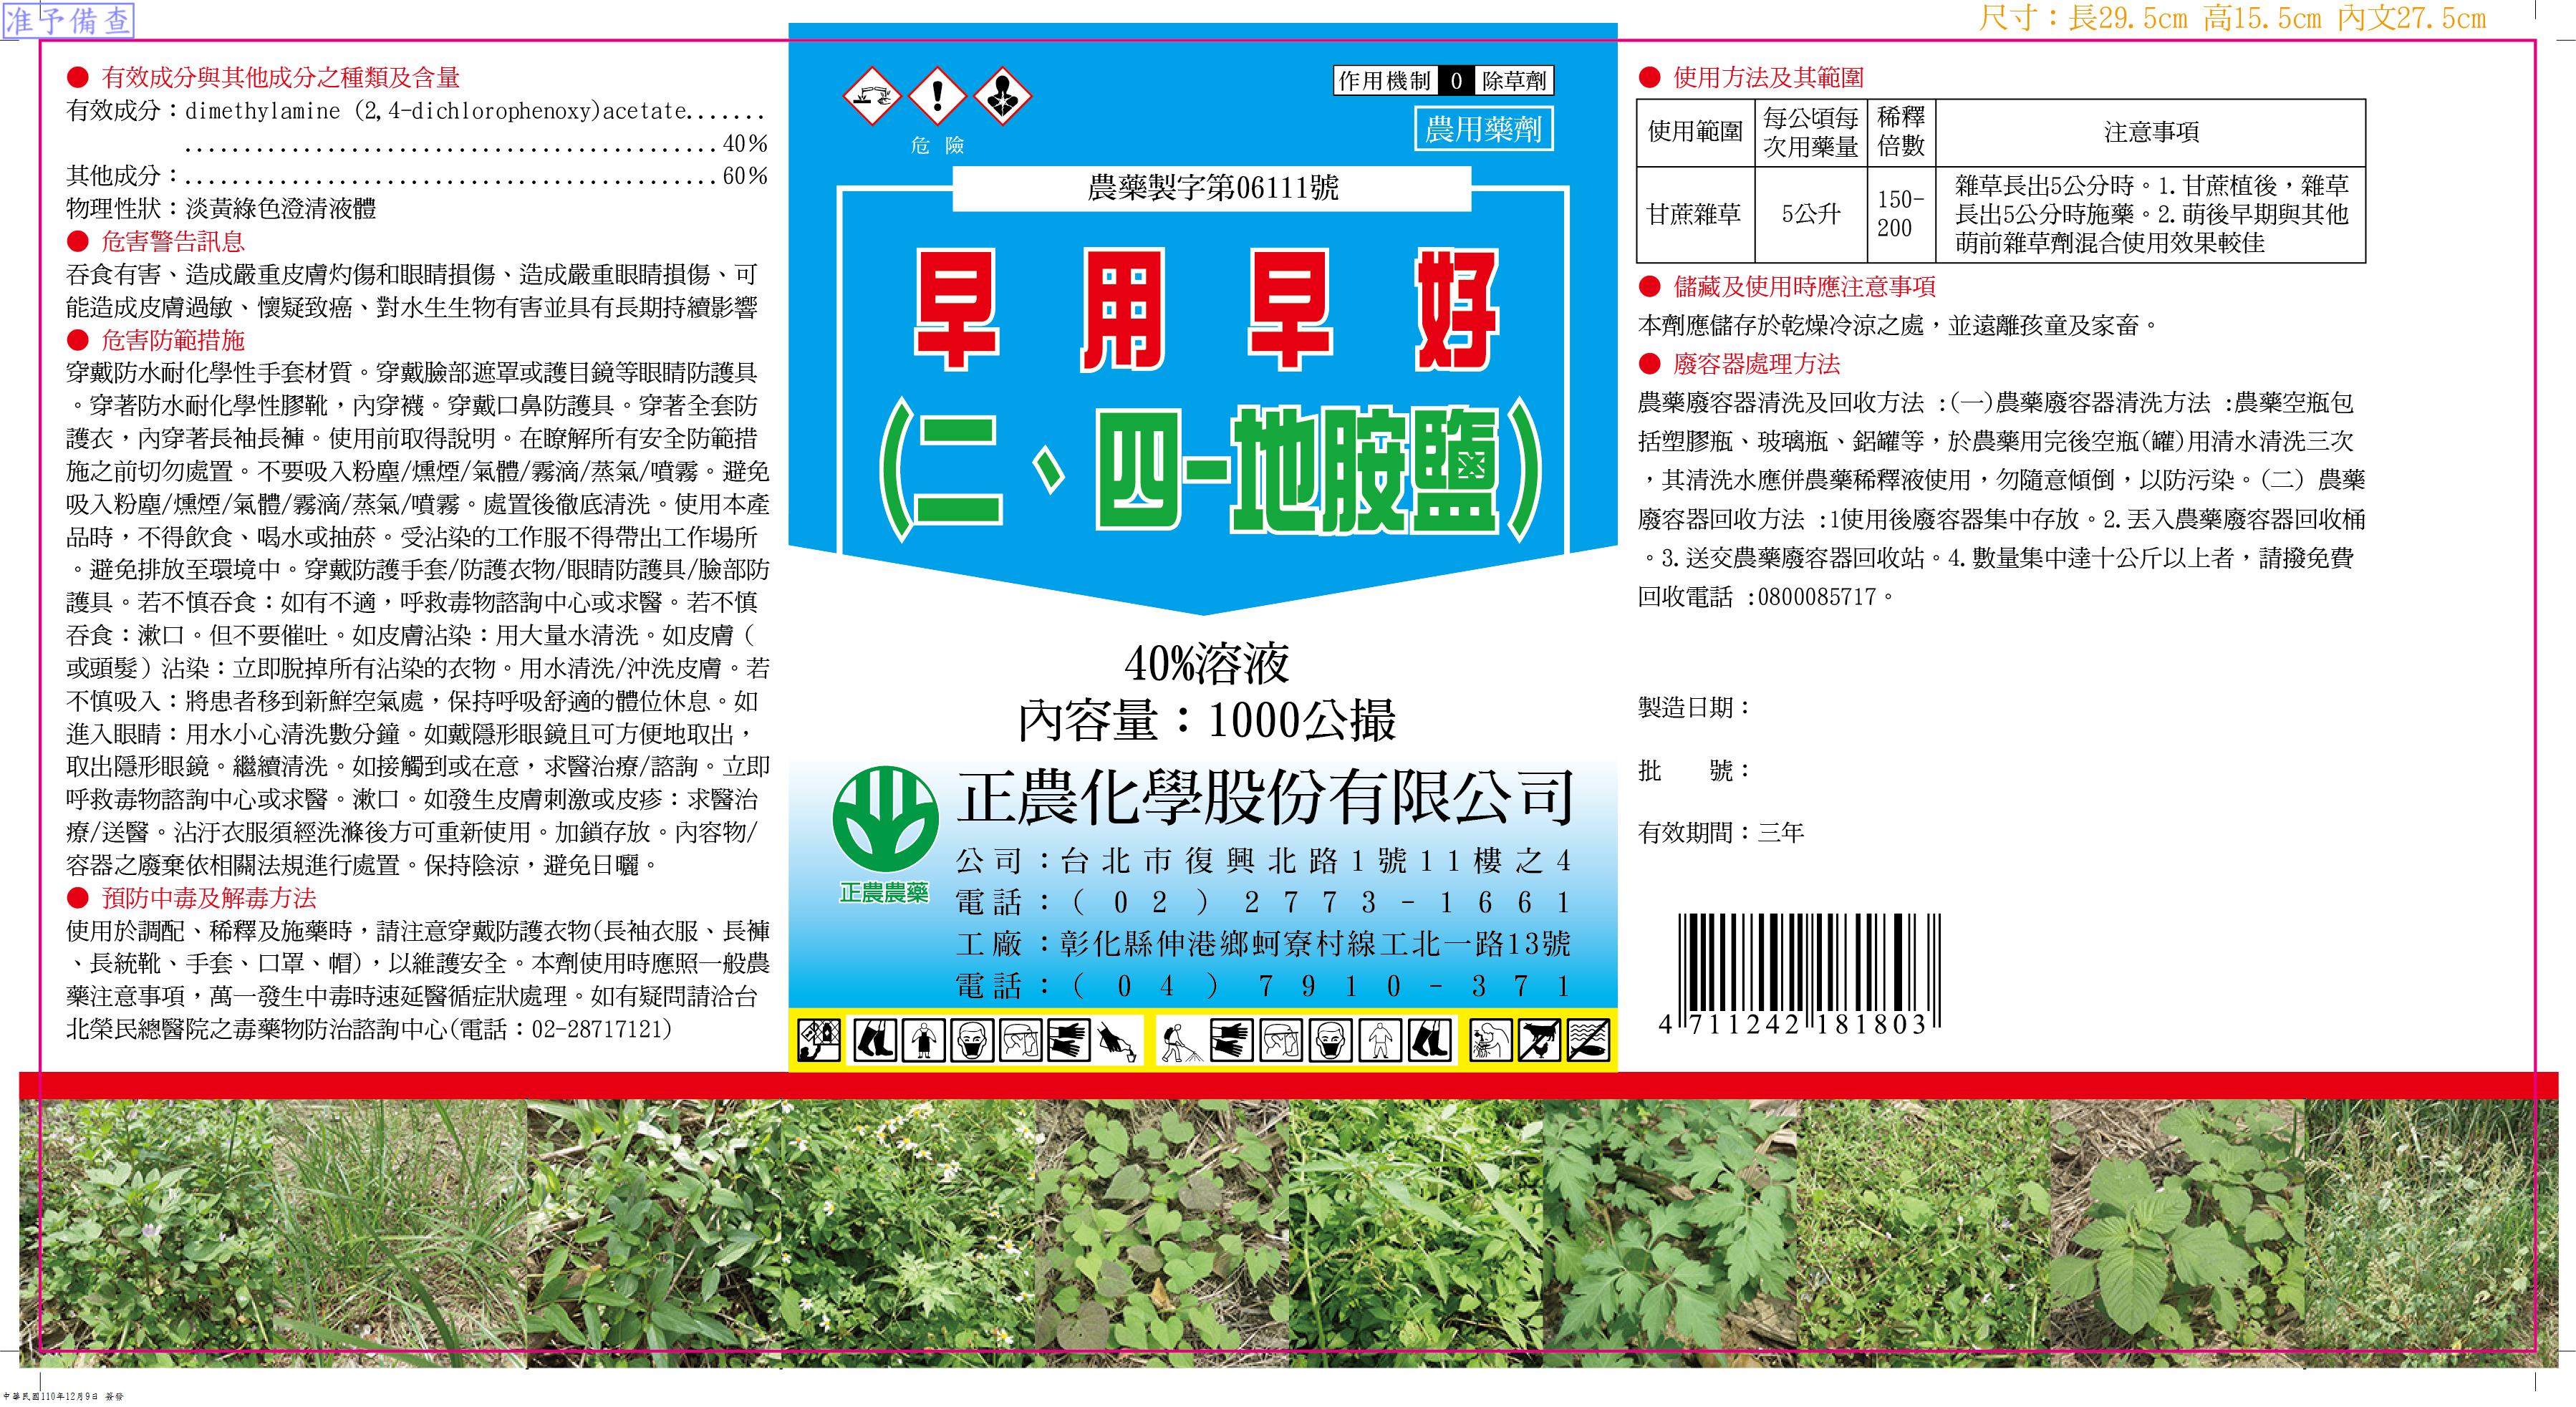 准予備查
尺寸：長29.5cm 高15.5cm 內文27.5cm
● 有效成分與其他成分之種類及含量
有效成分：dimethylamine (2,4-dichlorophenoxy)acetate.......
.............................................40%
其他成分：.............................................60%
物理性狀：淡黃綠色澄清液體
● 危害警告訊息
吞食有害、造成嚴重皮膚灼傷和眼睛損傷、造成嚴重眼睛損傷、可
能造成皮膚過敏、懷疑致癌、對水生生物有害並具有長期持續影響
● 危害防範措施
穿戴防水耐化學性手套材質。穿戴臉部遮罩或護目鏡等眼睛防護具
。穿著防水耐化學性膠靴，內穿襪。穿戴口鼻防護具。穿著全套防
護衣，內穿著長袖長褲。使用前取得說明。在瞭解所有安全防範措
施之前切勿處置。不要吸入粉塵/燻煙/氣體/霧滴/蒸氣/噴霧。避免
吸入粉塵/燻煙/氣體/霧滴/蒸氣/噴霧。處置後徹底清洗。使用本產
品時，不得飲食、喝水或抽菸。受沾染的工作服不得帶出工作場所
。避免排放至環境中。穿戴防護手套/防護衣物/眼睛防護具/臉部防
護具。若不慎吞食：如有不適，呼救毒物諮詢中心或求醫。若不慎
吞食：漱口。但不要催吐。如皮膚沾染：用大量水清洗。如皮膚（
或頭髮）沾染：立即脫掉所有沾染的衣物。用水清洗/沖洗皮膚。若
不慎吸入：將患者移到新鮮空氣處，保持呼吸舒適的體位休息。如
進入眼睛：用水小心清洗數分鐘。如戴隱形眼鏡且可方便地取出，
取出隱形眼鏡。繼續清洗。如接觸到或在意，求醫治療/諮詢。立即
呼救毒物諮詢中心或求醫。漱口。如發生皮膚刺激或皮疹：求醫治
療/送醫。沾汙衣服須經洗滌後方可重新使用。加鎖存放。內容物/
容器之廢棄依相關法規進行處置。保持陰涼，避免日曬。
● 預防中毒及解毒方法
使用於調配、稀釋及施藥時，請注意穿戴防護衣物(長袖衣服、長褲
、長統靴、手套、口罩、帽)，以維護安全。本劑使用時應照一般農
藥注意事項，萬一發生中毒時速延醫循症狀處理。如有疑問請洽台
北榮民總醫院之毒藥物防治諮詢中心(電話：02-28717121)
危 險
作用機制 0 除草劑
農用藥劑
農藥製字第06111號
早用早好
(二、四-地胺鹽)
40%溶液
內容量：1000公撮
正農化學股份有限公司
正農農藥
公司：台北市復興北路1號11樓之4
電話：(02)2773-1661
工廠：彰化縣伸港鄉蚵寮村線工北一路13號
電話：(04)7910-371
● 使用方法及其範圍
使用範圍 每公頃每次用藥量 稀釋倍數 注意事項
甘蔗雜草 5公升 150-200 雜草長出5公分時。1.甘蔗植後，雜草
長出5公分時施藥。2.萌後早期與其他
萌前雜草劑混合使用效果較佳
● 儲藏及使用時應注意事項
本劑應儲存於乾燥冷涼之處，並遠離孩童及家畜。
● 廢容器處理方法
農藥廢容器清洗及回收方法 :(一)農藥廢容器清洗方法 :農藥空瓶包
括塑膠瓶、玻璃瓶、鋁罐等，於農藥用完後空瓶(罐)用清水清洗三次
，其清洗水應併農藥稀釋液使用，勿隨意傾倒，以防污染。(二) 農藥
廢容器回收方法 :1使用後廢容器集中存放。2.丟入農藥廢容器回收桶
。3.送交農藥廢容器回收站。4.數量集中達十公斤以上者，請撥免費
回收電話 :0800085717。
製造日期：
批　　號：
有效期間：三年
4 711242 181803
中華民國110年12月9日 簽發